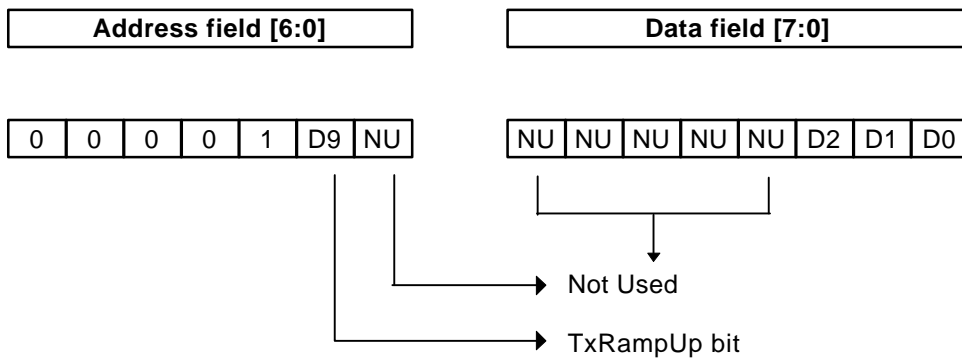 Address field [6:0] Data field [7:0]
0 0 0 0 1 D9 NU NU NU NU NU NU D2 D1 D0
Not Used
TxRampUp bit